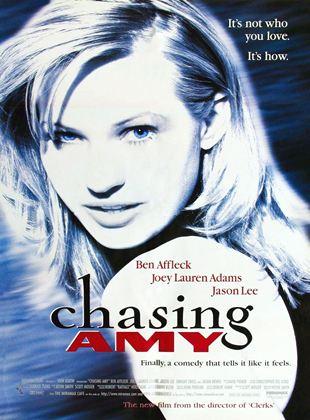 It's not who
you love.
It's how.
Ben Affleck
Joey Lauren Adams
Jason Lee
chasing
AMY
Finally, a comedy that tells it like it feels.
The new film from the director of 'Clerks'